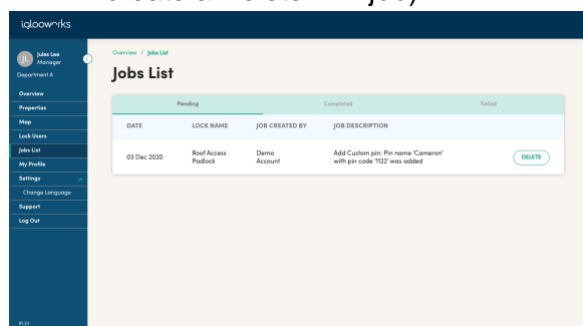 iglooworks
JL
Jules Lee
Manager
Department A
Overview / Jobs List
Jobs List
Overview
Properties
Map
Lock Users
Jobs List
My Profile
Settings
Change Language
Support
Log Out
Pending Completed Failed
DATE LOCK NAME JOB CREATED BY JOB DESCRIPTION
03 Dec 2020 Roof Access Padlock Demo Account Add Custom pin: Pin name 'Cameron' with pin code '1122' was added DELETE